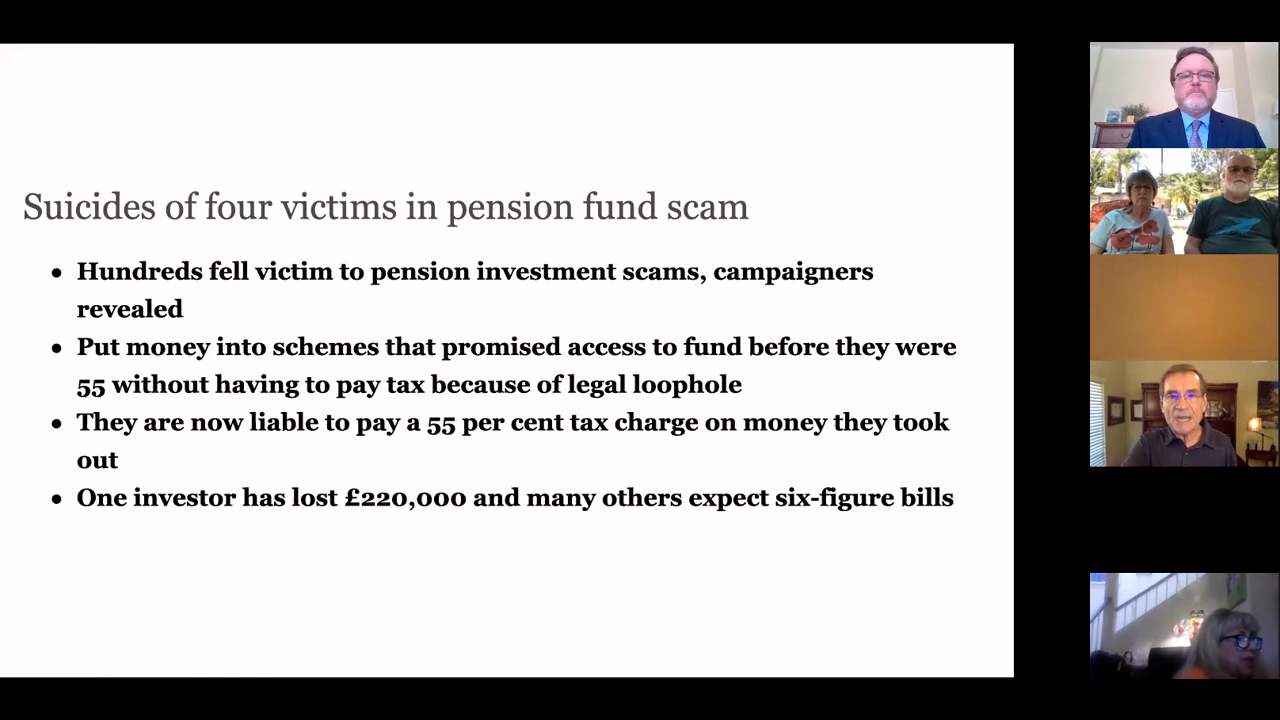 Suicides of four victims in pension fund scam
● Hundreds fell victim to pension investment scams, campaigners
revealed
● Put money into schemes that promised access to fund before they were
55 without having to pay tax because of legal loophole
● They are now liable to pay a 55 per cent tax charge on money they took
out
● One investor has lost £220,000 and many others expect six-figure bills